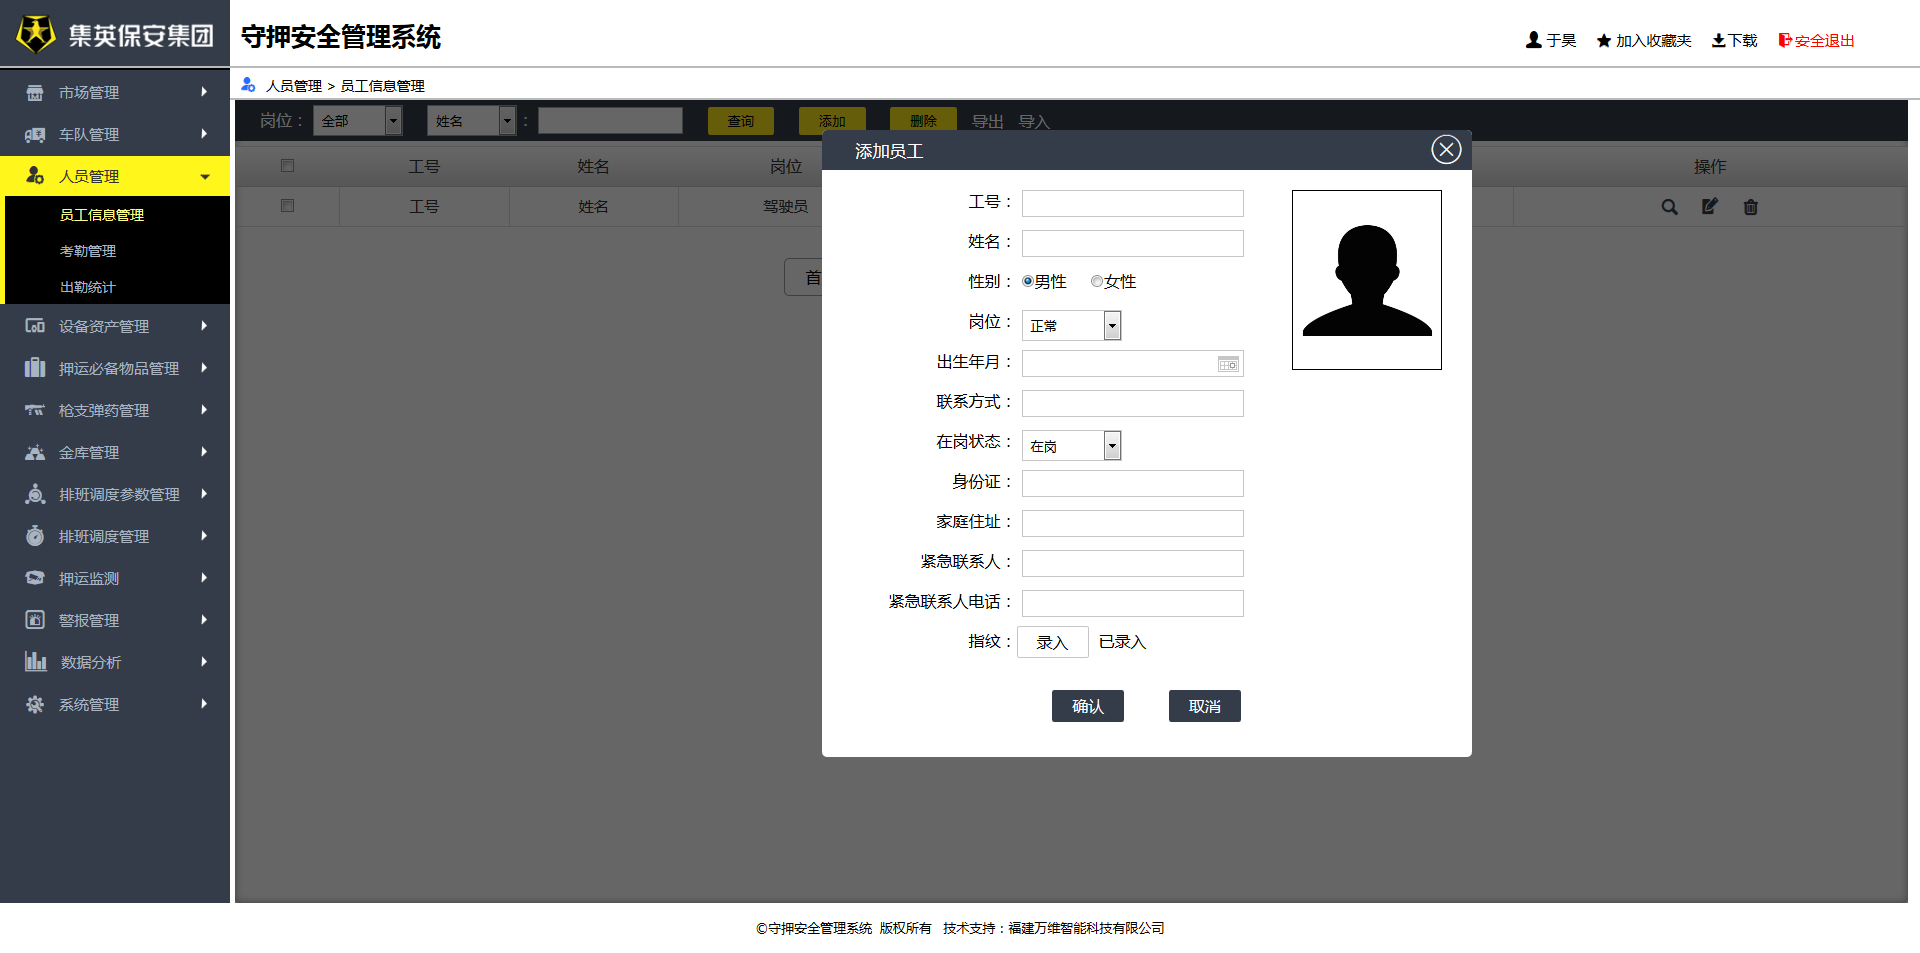 集英保安集团
守押安全管理系统
于昊 加入收藏夹 下载 安全退出
人员管理 > 员工信息管理
市场管理
车队管理
人员管理
员工信息管理
考勤管理
出勤统计
设备资产管理
押运必备物品管理
枪支弹药管理
金库管理
排班调度参数管理
排班调度管理
押运监测
警报管理
数据分析
系统管理
岗位： 全部 姓名 ： 查询 添加 删除 导出 导入
工号 姓名 岗位 操作
工号 姓名 驾驶员
首
添加员工
工号：
姓名：
性别： 男性 女性
岗位： 正常
出生年月：
联系方式：
在岗状态： 在岗
身份证：
家庭住址：
紧急联系人：
紧急联系人电话：
指纹： 录入 已录入
确认 取消
©守押安全管理系统 版权所有 技术支持：福建万维智能科技有限公司